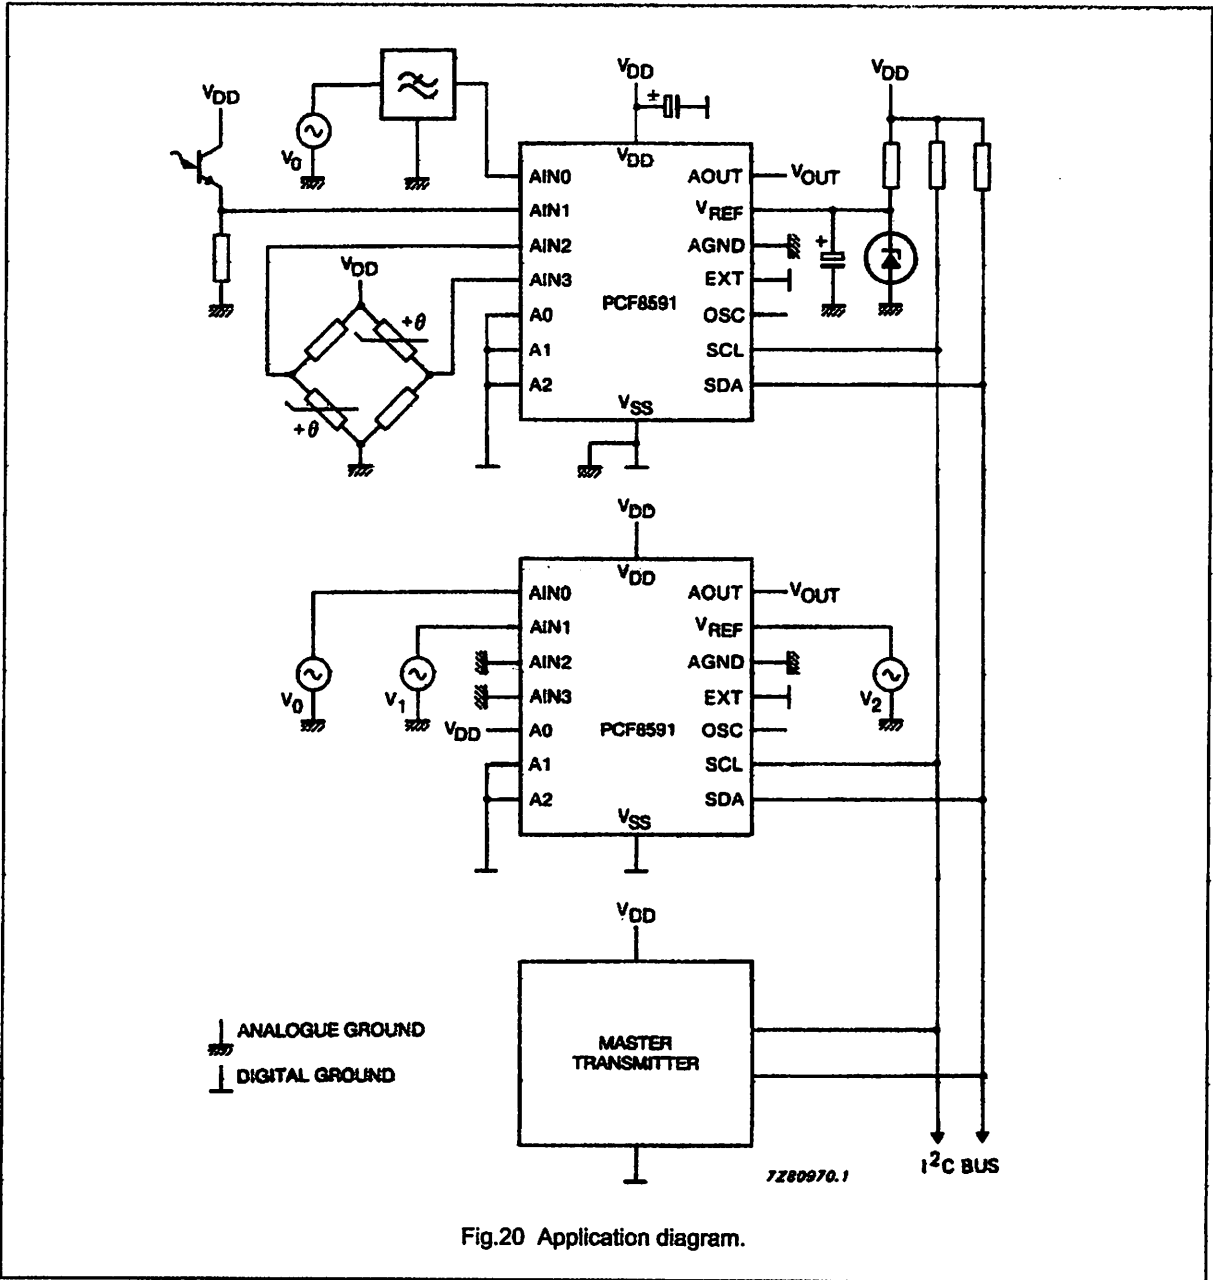 VDD
VDD
VDD
V0
VDD
AIN0
AOUT
VOUT
AIN1
VREF
AIN2
AGND
VDD
AIN3
EXT
+θ
PCF8591
A0
OSC
A1
SCL
A2
SDA
+θ
VSS
±
+
VDD
VDD
AIN0
AOUT
VOUT
AIN1
VREF
AIN2
AGND
V0
V1
AIN3
EXT
V2
VDD
A0
PCF8591
OSC
A1
SCL
A2
SDA
VSS
VDD
ANALOGUE GROUND
DIGITAL GROUND
MASTER
TRANSMITTER
I²C BUS
7Z80970.1
Fig.20 Application diagram.